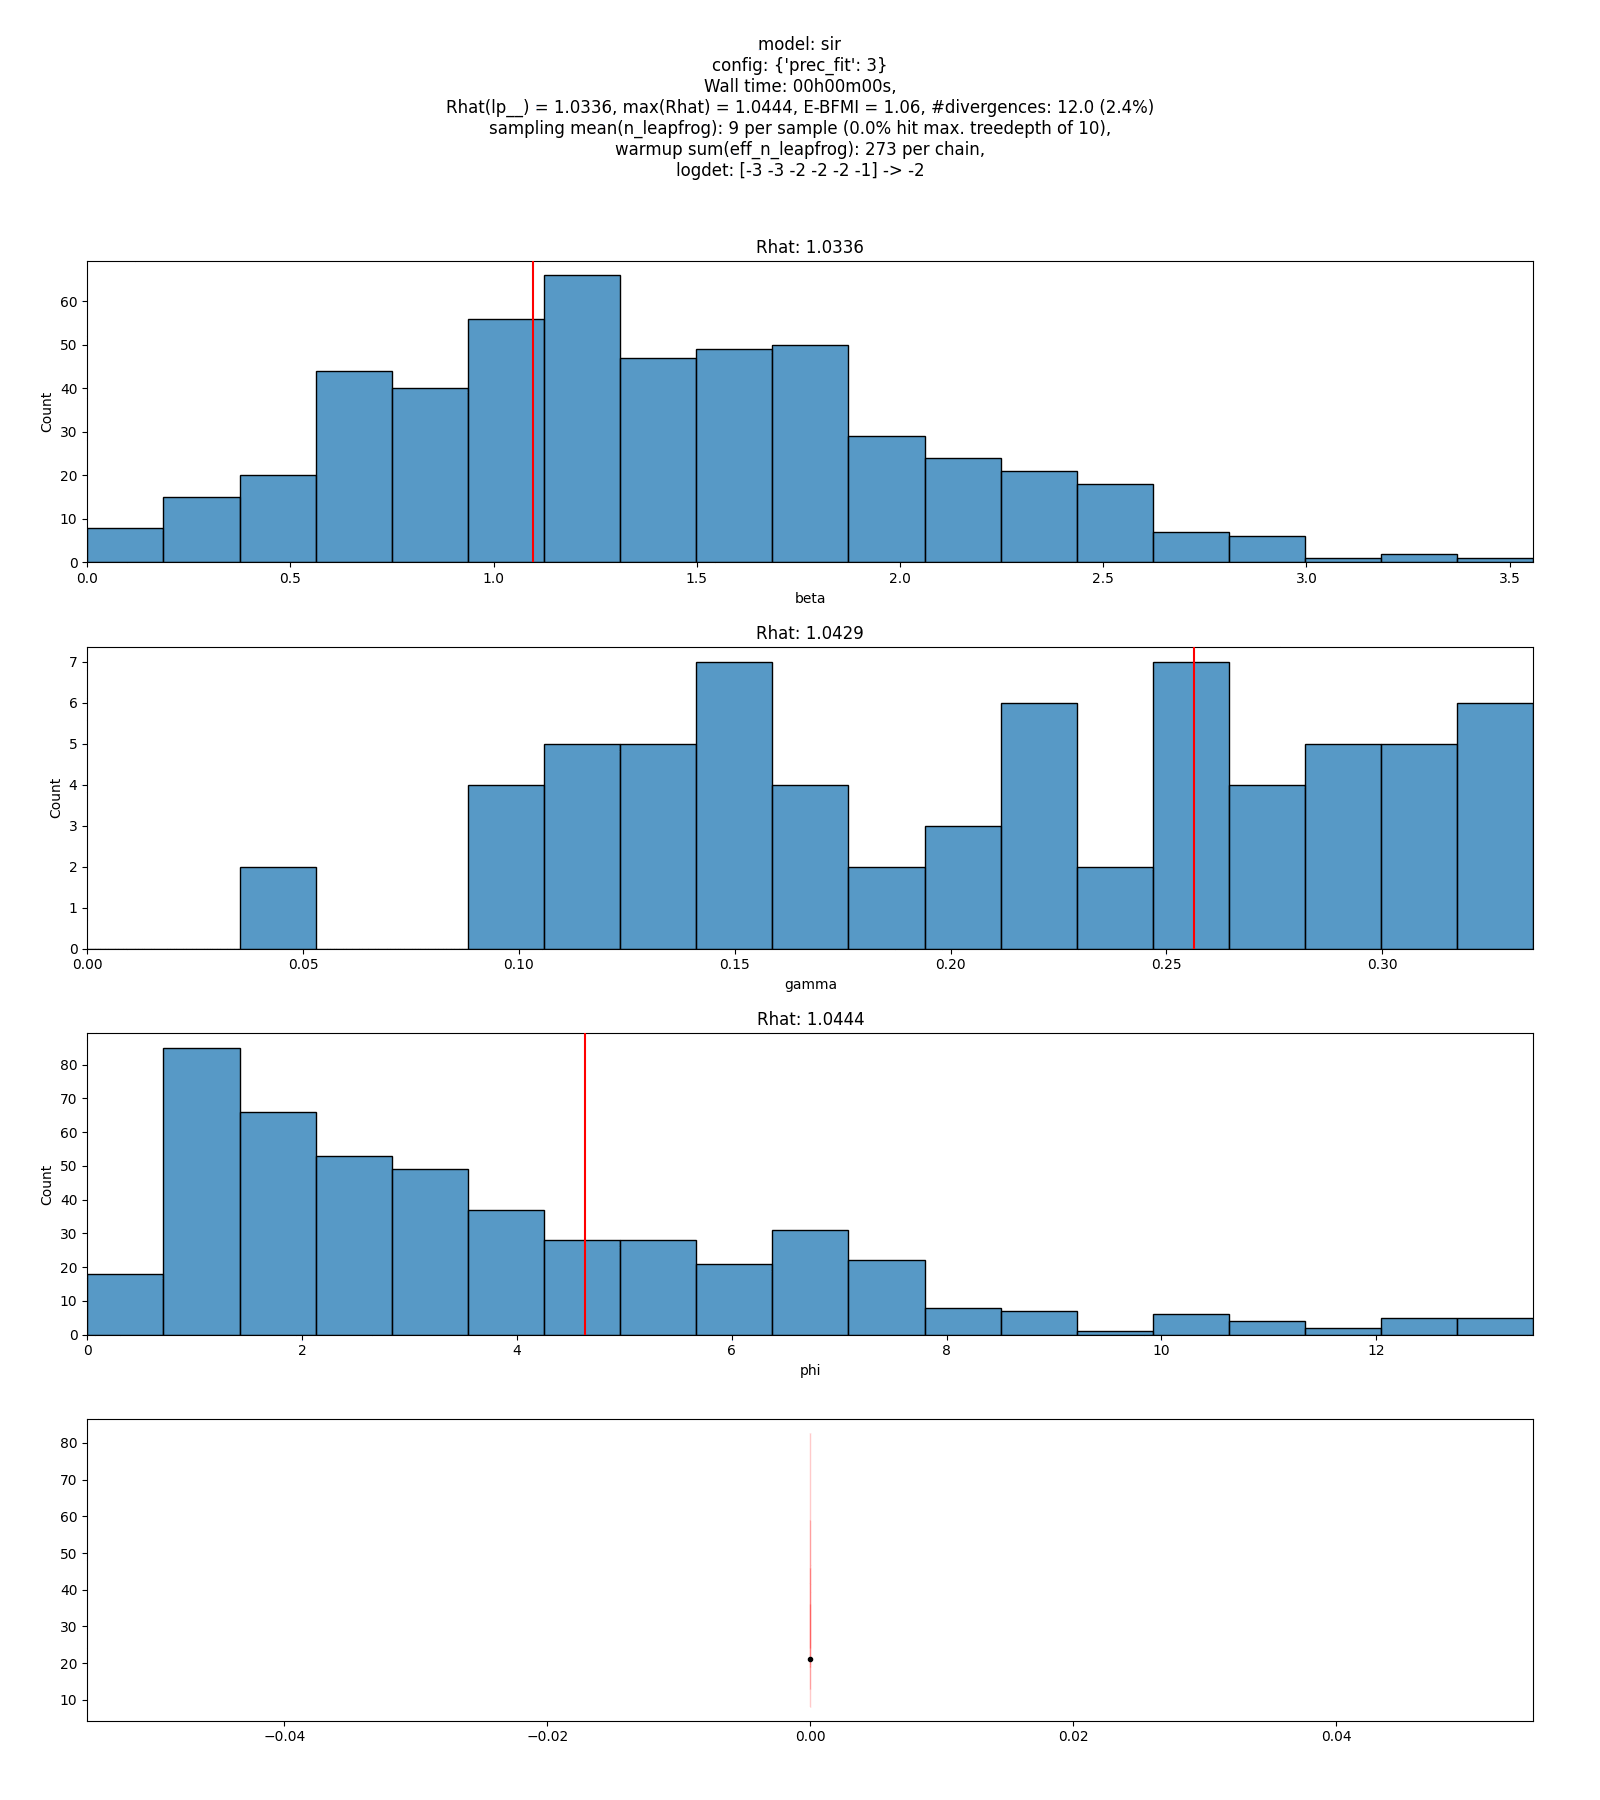 model: sir
config: {'prec_fit': 3}
Wall time: 00h00m00s,
Rhat(lp__) = 1.0336, max(Rhat) = 1.0444, E-BFMI = 1.06, #divergences: 12.0 (2.4%)
sampling mean(n_leapfrog): 9 per sample (0.0% hit max. treedepth of 10),
warmup sum(eff_n_leapfrog): 273 per chain,
logdet: [-3 -3 -2 -2 -2 -1] -> -2
Rhat: 1.0336
60
50
40
30
20
10
0
Count
0.0 0.5 1.0 1.5 2.0 2.5 3.0 3.5
beta
Rhat: 1.0429
7
6
5
4
3
2
1
0
Count
0.00 0.05 0.10 0.15 0.20 0.25 0.30
gamma
Rhat: 1.0444
80
70
60
50
40
30
20
10
0
Count
0 2 4 6 8 10 12
phi
80
70
60
50
40
30
20
10
−0.04 −0.02 0.00 0.02 0.04